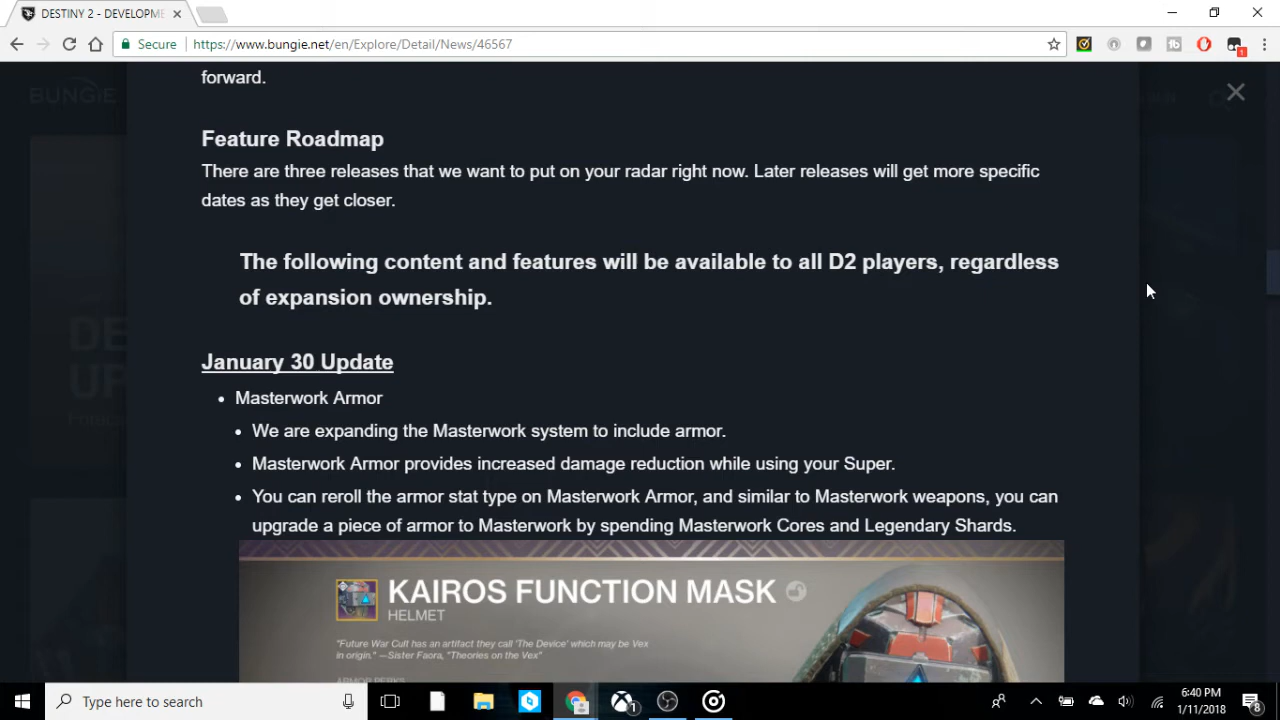 DESTINY 2 - DEVELOPME
Secure
https://www.bungie.net/en/Explore/Detail/News/46567
1
BUNGIE
forward.
Feature Roadmap
There are three releases that we want to put on your radar right now. Later releases will get more specific
dates as they get closer.
The following content and features will be available to all D2 players, regardless
of expansion ownership.
DE
UP
January 30 Update
• Masterwork Armor
• We are expanding the Masterwork system to include armor.
• Masterwork Armor provides increased damage reduction while using your Super.
• You can reroll the armor stat type on Masterwork Armor, and similar to Masterwork weapons, you can
upgrade a piece of armor to Masterwork by spending Masterwork Cores and Legendary Shards.
KAIROS FUNCTION MASK
HELMET
"Future War Cult has an artifact they call 'The Device' which may be Vex
in origin." —Sister Faora, "Theories on the Vex"
ARMOR PERKS
Type here to search
1
6:40 PM
1/11/2018
8